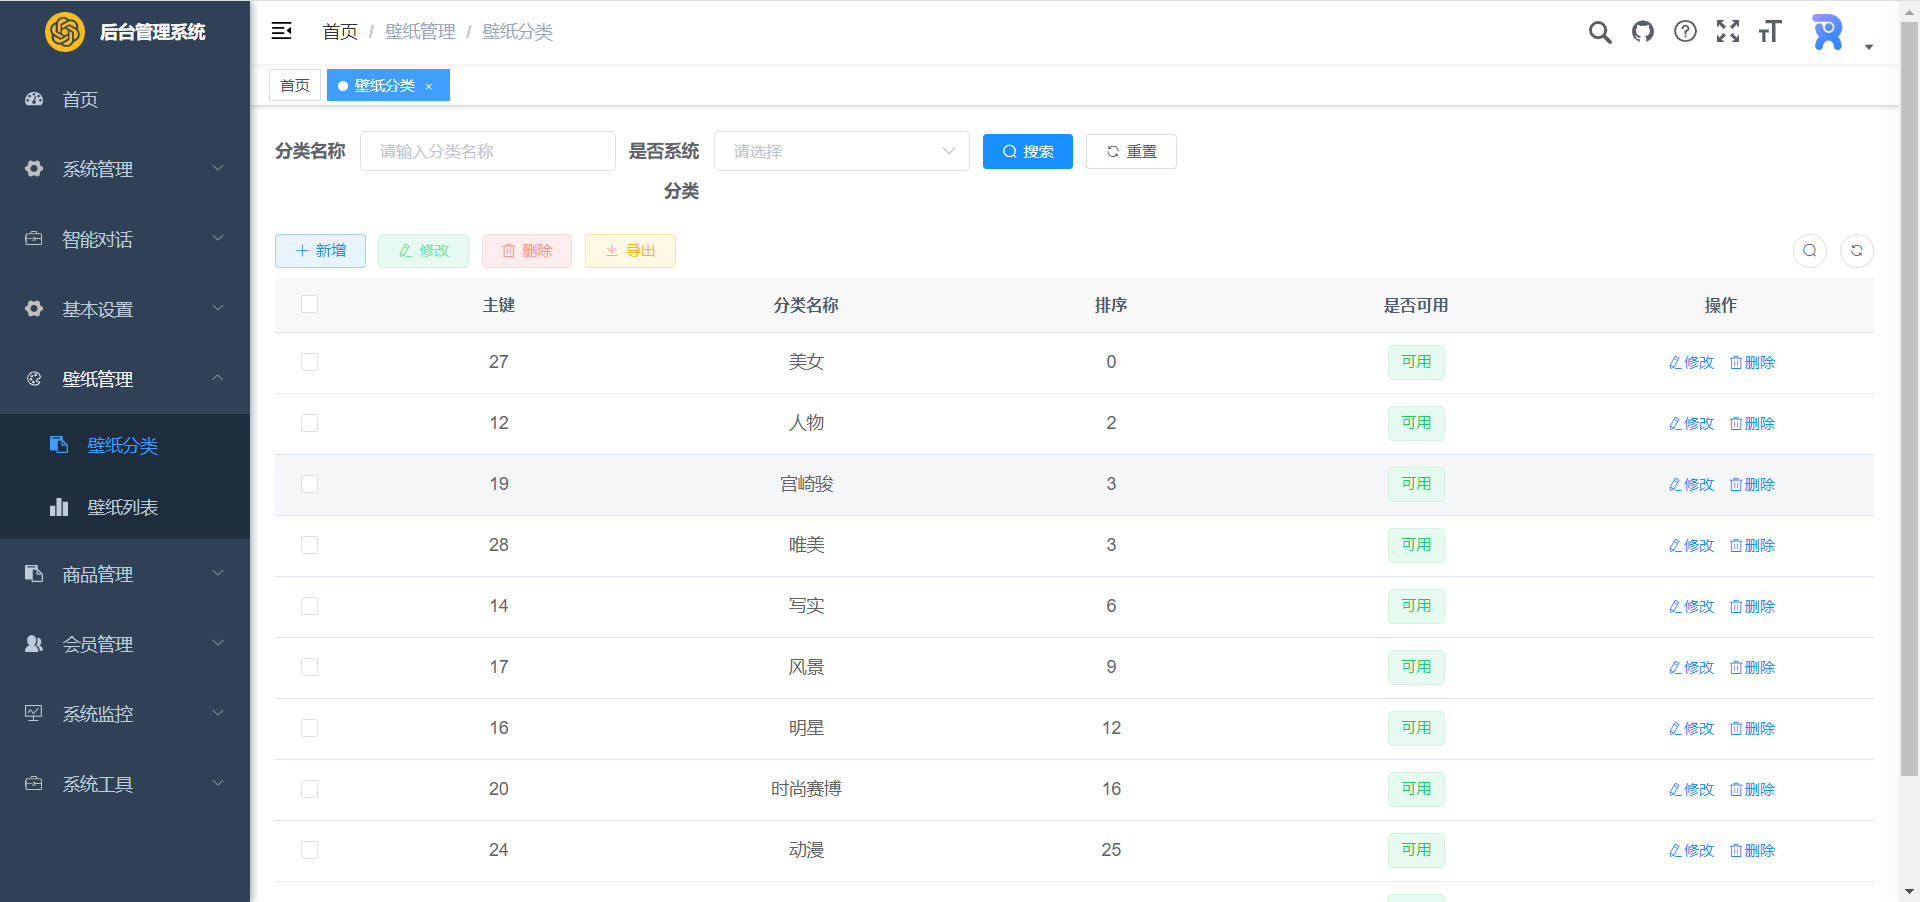 后台管理系统
首页 / 壁纸管理 / 壁纸分类
首页
壁纸分类 ×
首页
系统管理
智能对话
基本设置
壁纸管理
壁纸分类
壁纸列表
商品管理
会员管理
系统监控
系统工具
分类名称 请输入分类名称 是否系统 请选择 搜索 重置
分类
新增 修改 删除 导出
主键 分类名称 排序 是否可用 操作
27 美女 0 可用 修改 删除
12 人物 2 可用 修改 删除
19 宫崎骏 3 可用 修改 删除
28 唯美 3 可用 修改 删除
14 写实 6 可用 修改 删除
17 风景 9 可用 修改 删除
16 明星 12 可用 修改 删除
20 时尚赛博 16 可用 修改 删除
24 动漫 25 可用 修改 删除